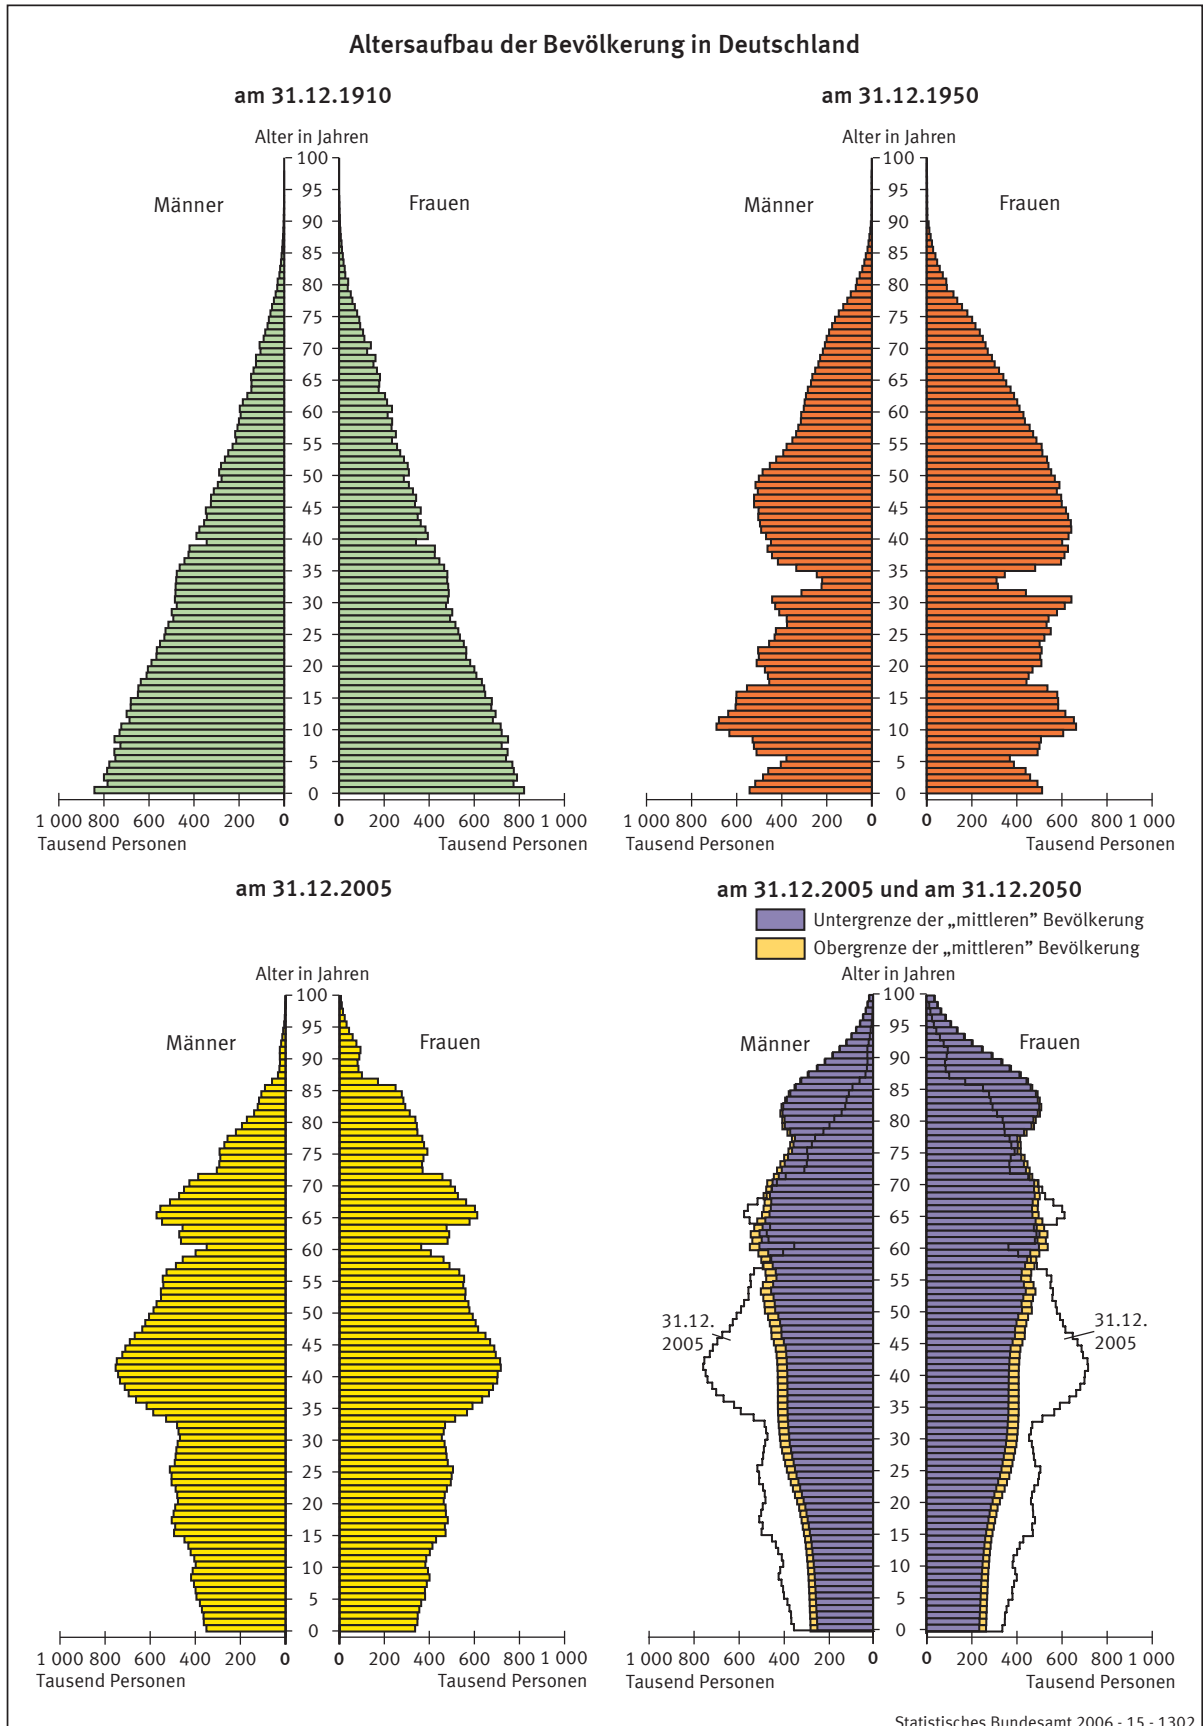 Altersaufbau der Bevölkerung in Deutschland
am 31.12.1910
Alter in Jahren
Männer
Frauen
100
95
90
85
80
75
70
65
60
55
50
45
40
35
30
25
20
15
10
5
0
1 000 800 600 400 200 0
0 200 400 600 800 1 000
Tausend Personen
Tausend Personen
am 31.12.1950
Alter in Jahren
Männer
Frauen
100
95
90
85
80
75
70
65
60
55
50
45
40
35
30
25
20
15
10
5
0
1 000 800 600 400 200 0
0 200 400 600 800 1 000
Tausend Personen
Tausend Personen
am 31.12.2005
Alter in Jahren
Männer
Frauen
100
95
90
85
80
75
70
65
60
55
50
45
40
35
30
25
20
15
10
5
0
1 000 800 600 400 200 0
0 200 400 600 800 1 000
Tausend Personen
Tausend Personen
am 31.12.2005 und am 31.12.2050
Untergrenze der „mittleren” Bevölkerung
Obergrenze der „mittleren” Bevölkerung
Alter in Jahren
Männer
Frauen
100
95
90
85
80
75
70
65
60
55
50
45
40
35
30
25
20
15
10
5
0
31.12.
2005
31.12.
2005
1 000 800 600 400 200 0
0 200 400 600 800 1 000
Tausend Personen
Tausend Personen
Statistisches Bundesamt 2006 - 15 - 1302